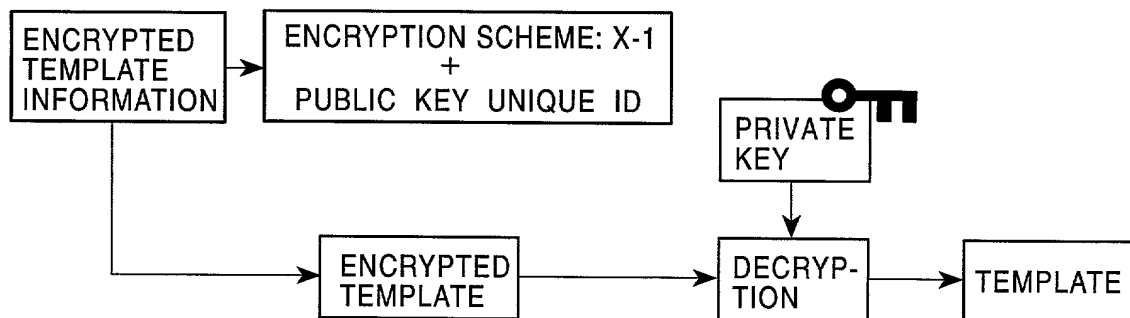 ENCRYPTED
TEMPLATE
INFORMATION
ENCRYPTION SCHEME: X-1
+
PUBLIC KEY UNIQUE ID
PRIVATE
KEY
ENCRYPTED
TEMPLATE
DECRYP-
TION
TEMPLATE